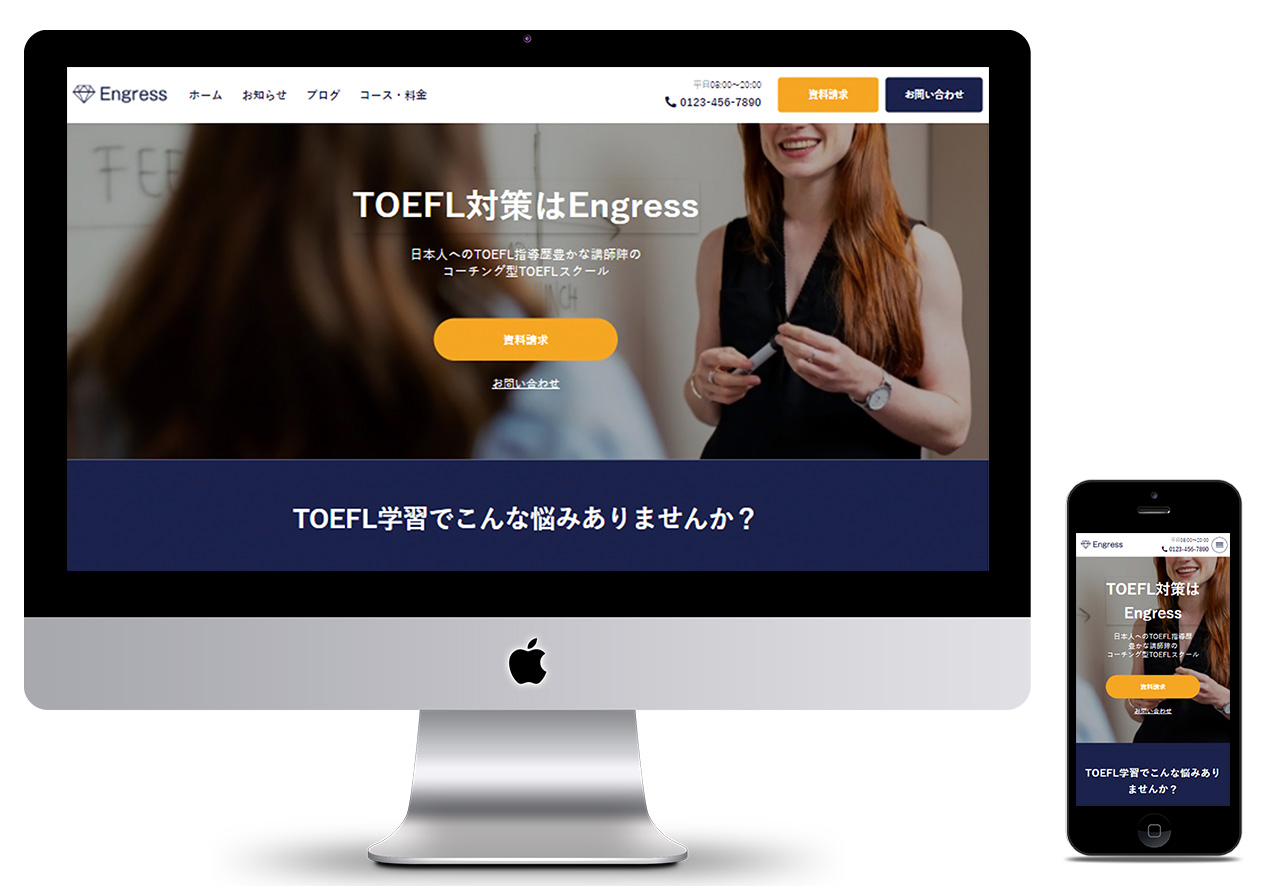 Engress
ホーム お知らせ ブログ コース・料金
平日08:00〜20:00
0123-456-7890
資料請求
お問い合わせ
FEE
TOEFL対策はEngress
日本人へのTOEFL指導歴豊かな講師陣の
コーチング型TOEFLスクール
資料請求
お問い合わせ
TOEFL学習でこんな悩みありませんか？
Engress
平日08:00〜20:00
0123-456-7890
TOEFL対策は
Engress
日本人へのTOEFL指導歴
豊かな講師陣の
コーチング型TOEFLスクール
資料請求
お問い合わせ
TOEFL学習でこんな悩みあり
ませんか？